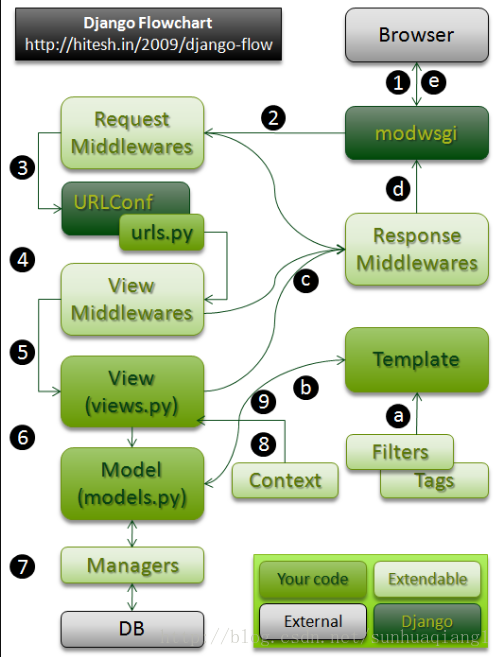 Django Flowchart
http://hitesh.in/2009/django-flow
Browser
1
e
modwsgi
2
Request
Middlewares
d
3
URLConf
urls.py
Response
Middlewares
4
View
Middlewares
c
5
View
(views.py)
Template
9
b
a
6
8
Model
(models.py)
Context
Filters
Tags
7
Managers
Your code
Extendable
DB
External
Django
http://blog.csdn.net/sunhuaqiang1